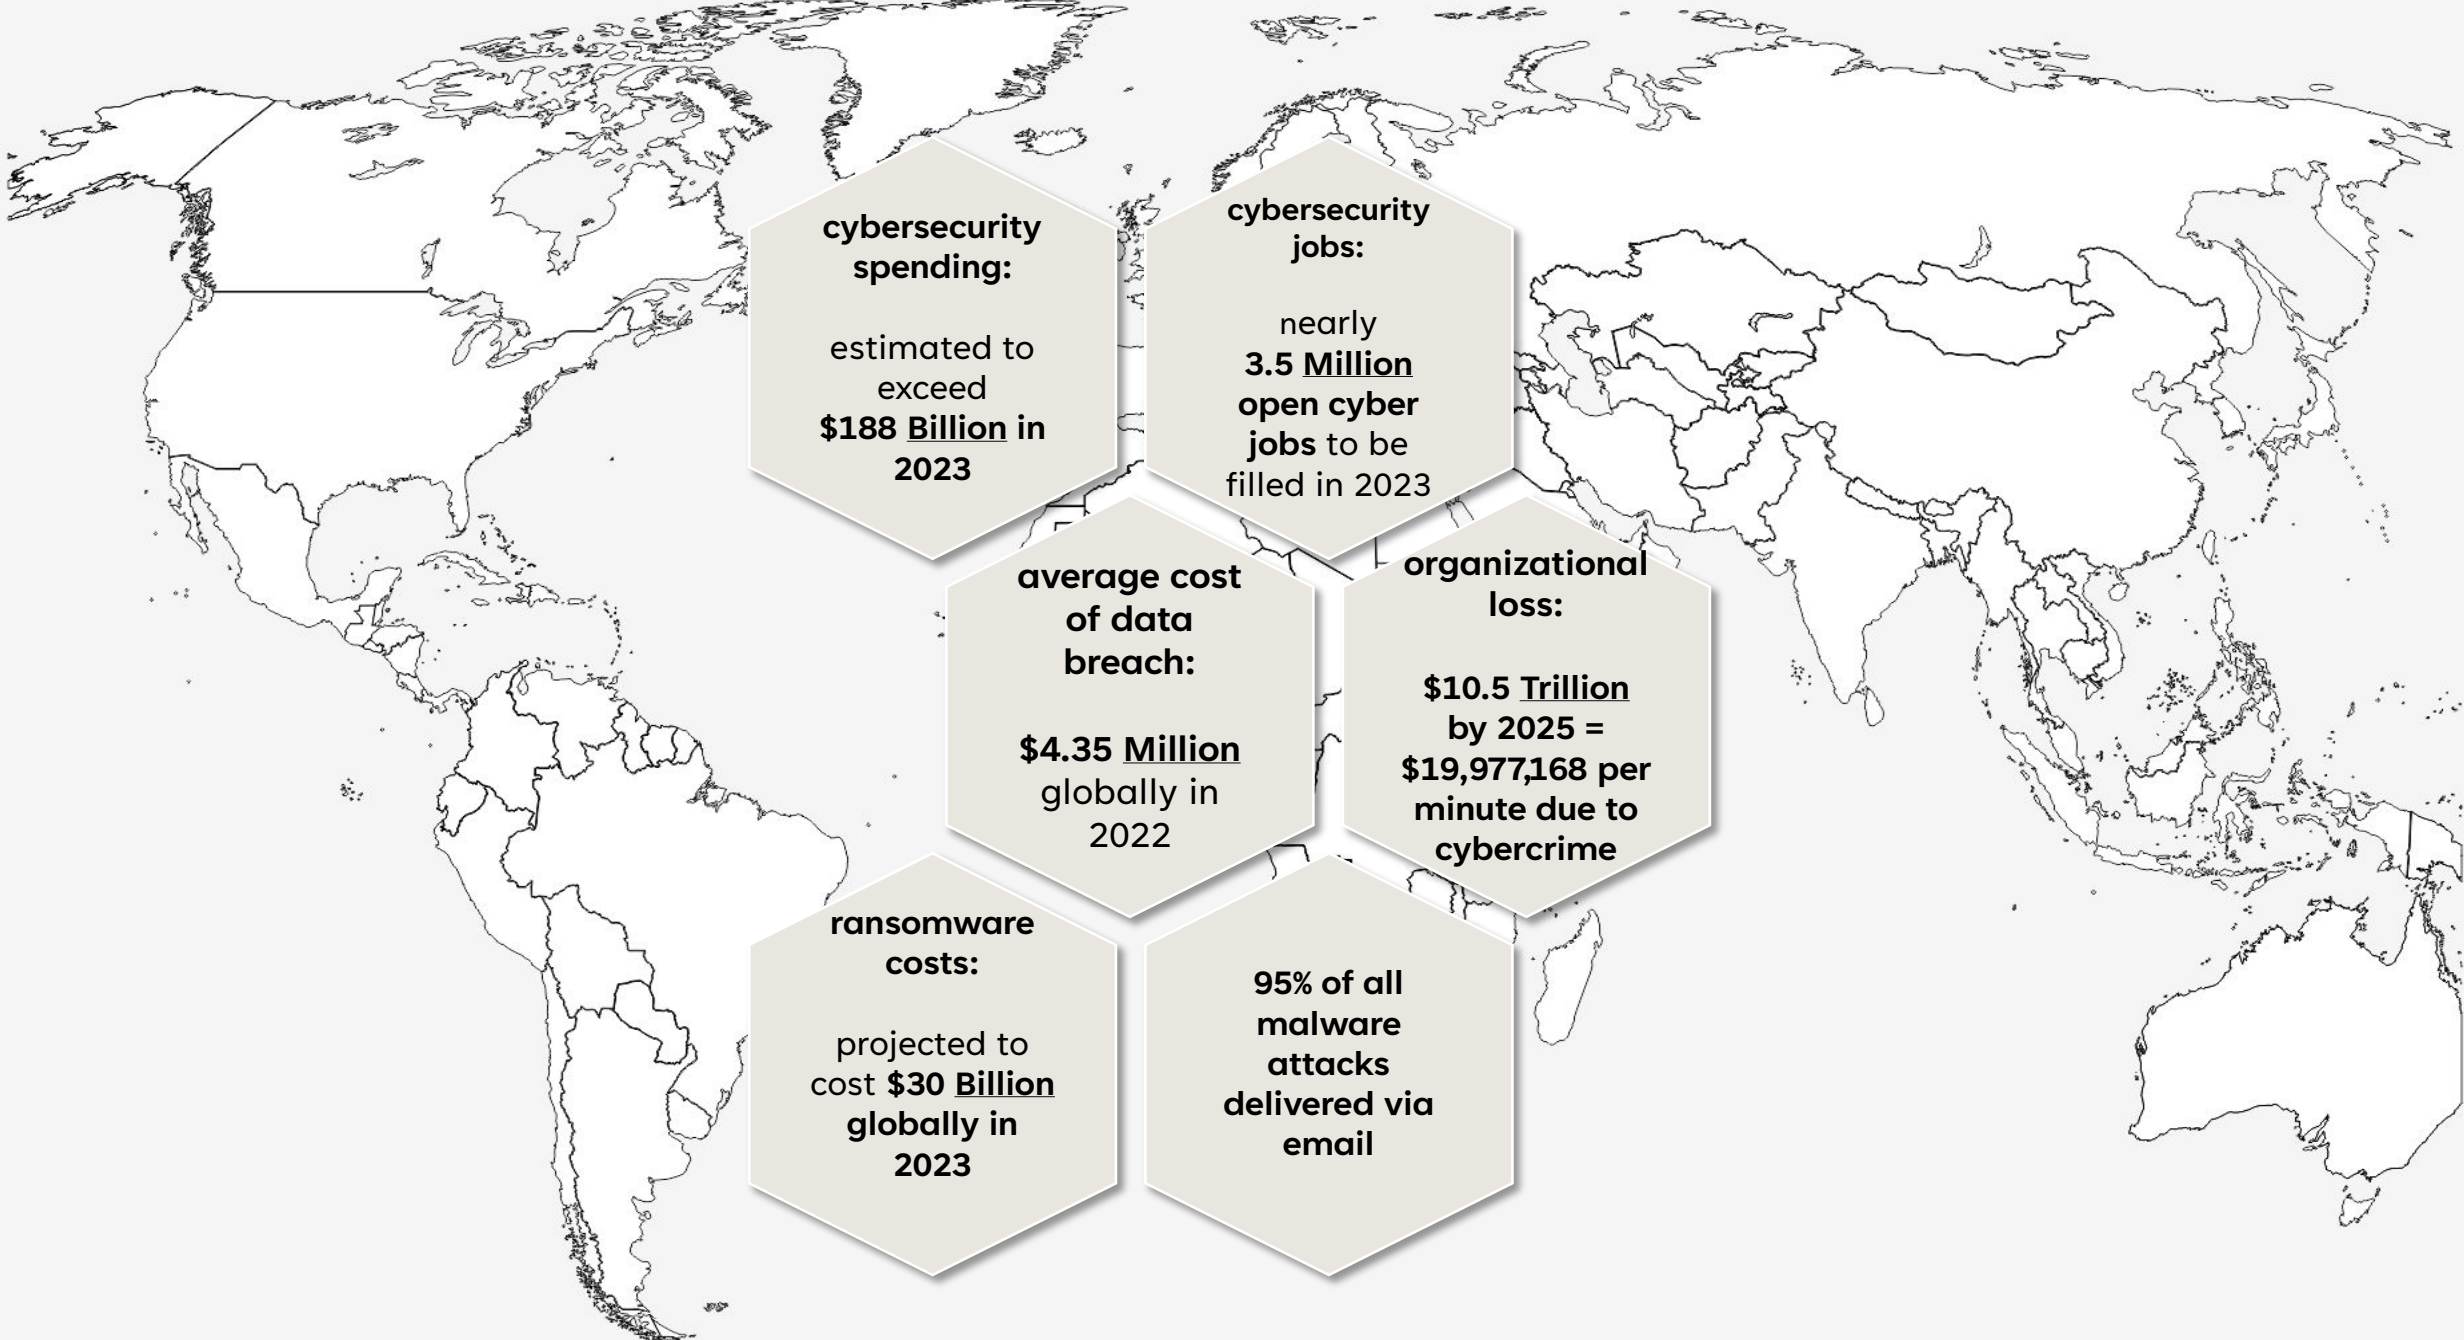 cybersecurity
spending:
estimated to
exceed
$188 Billion in
2023
cybersecurity
jobs:
nearly
3.5 Million
open cyber
jobs to be
filled in 2023
average cost
of data
breach:
$4.35 Million
globally in
2022
organizational
loss:
$10.5 Trillion
by 2025 =
$19,977,168 per
minute due to
cybercrime
ransomware
costs:
projected to
cost $30 Billion
globally in
2023
95% of all
malware
attacks
delivered via
email